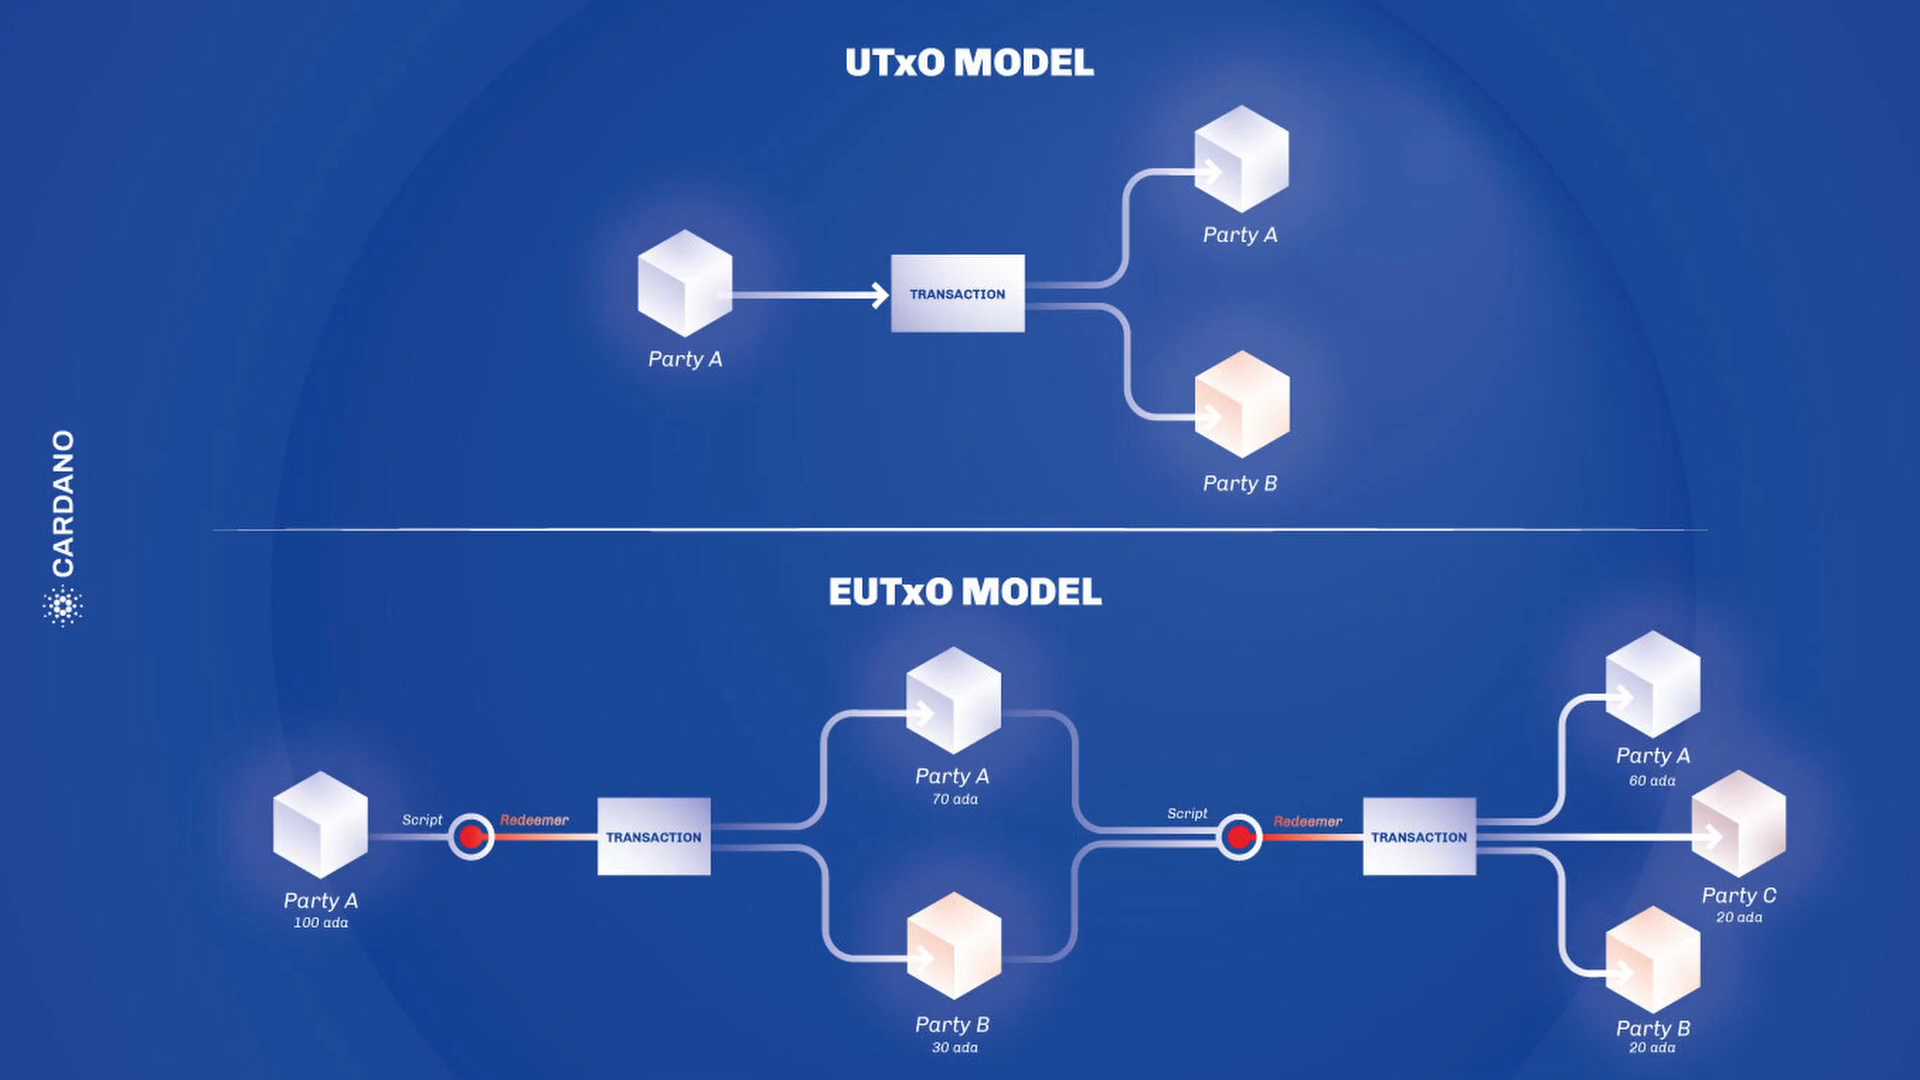 UTxO MODEL
Party A
TRANSACTION
Party A
Party B
CARDANO
EUTxO MODEL
Party A
100 ada
Script
Redeemer
TRANSACTION
Party A
70 ada
Party B
30 ada
Script
Redeemer
TRANSACTION
Party A
60 ada
Party C
20 ada
Party B
20 ada